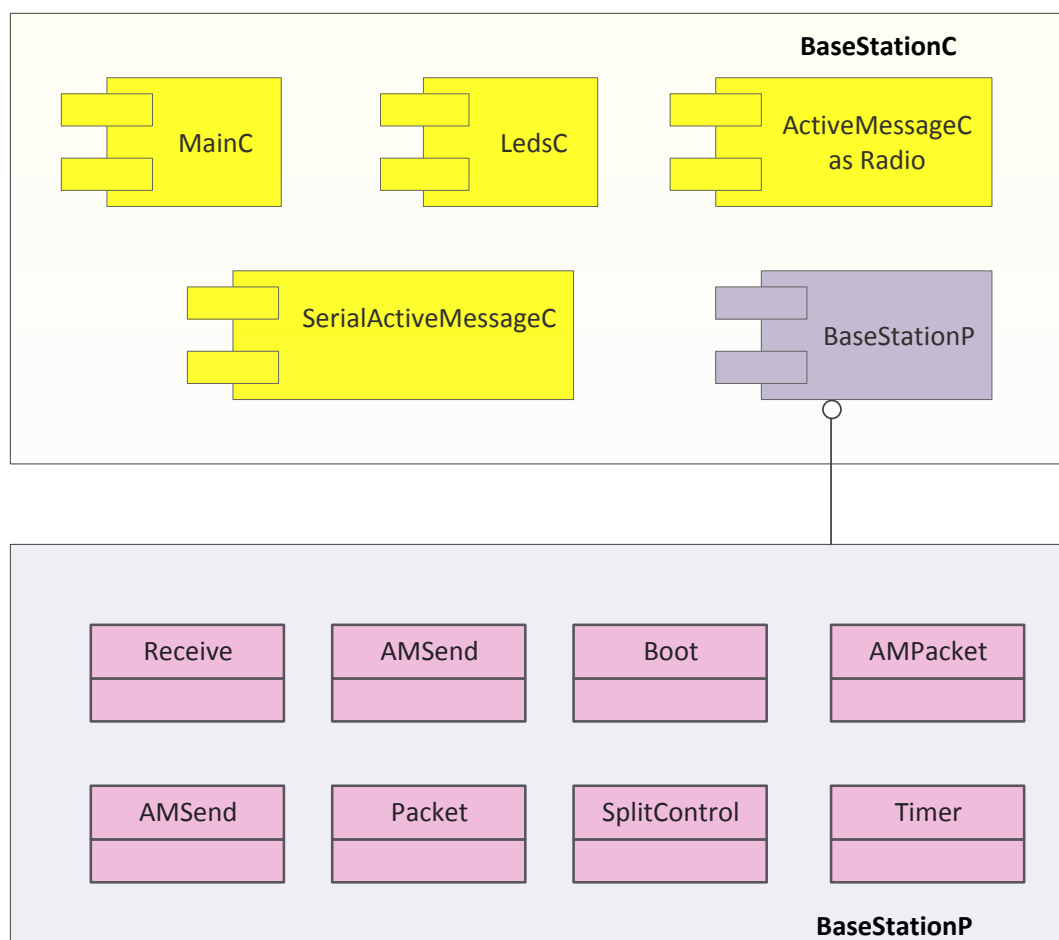 BaseStationC
MainC
LedsC
ActiveMessageC
as Radio
SerialActiveMessageC
BaseStationP
Receive
AMSend
Boot
AMPacket
AMSend
Packet
SplitControl
Timer
BaseStationP